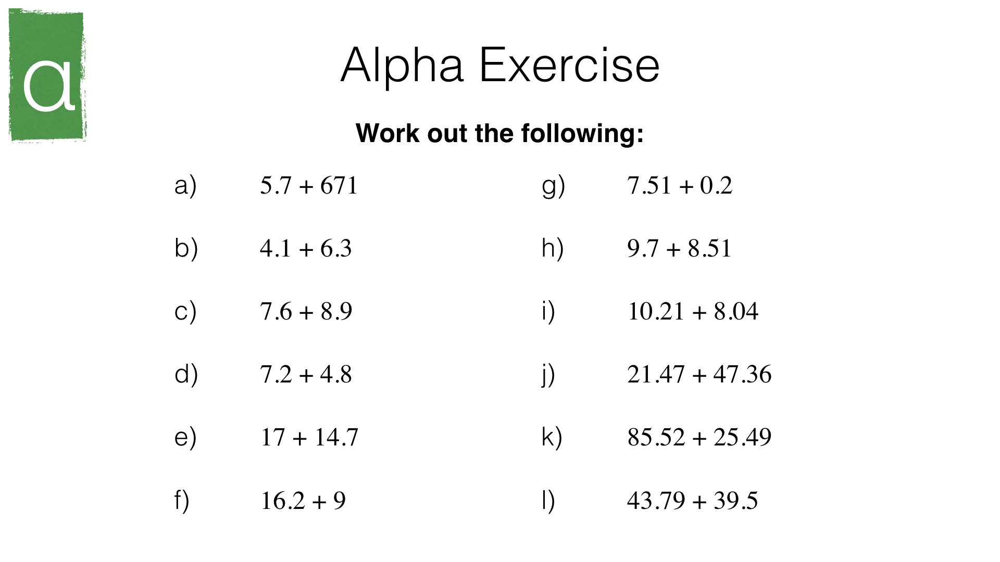 α
Alpha Exercise
Work out the following:
a) 5.7 + 671
b) 4.1 + 6.3
c) 7.6 + 8.9
d) 7.2 + 4.8
e) 17 + 14.7
f) 16.2 + 9
g) 7.51 + 0.2
h) 9.7 + 8.51
i) 10.21 + 8.04
j) 21.47 + 47.36
k) 85.52 + 25.49
l) 43.79 + 39.5